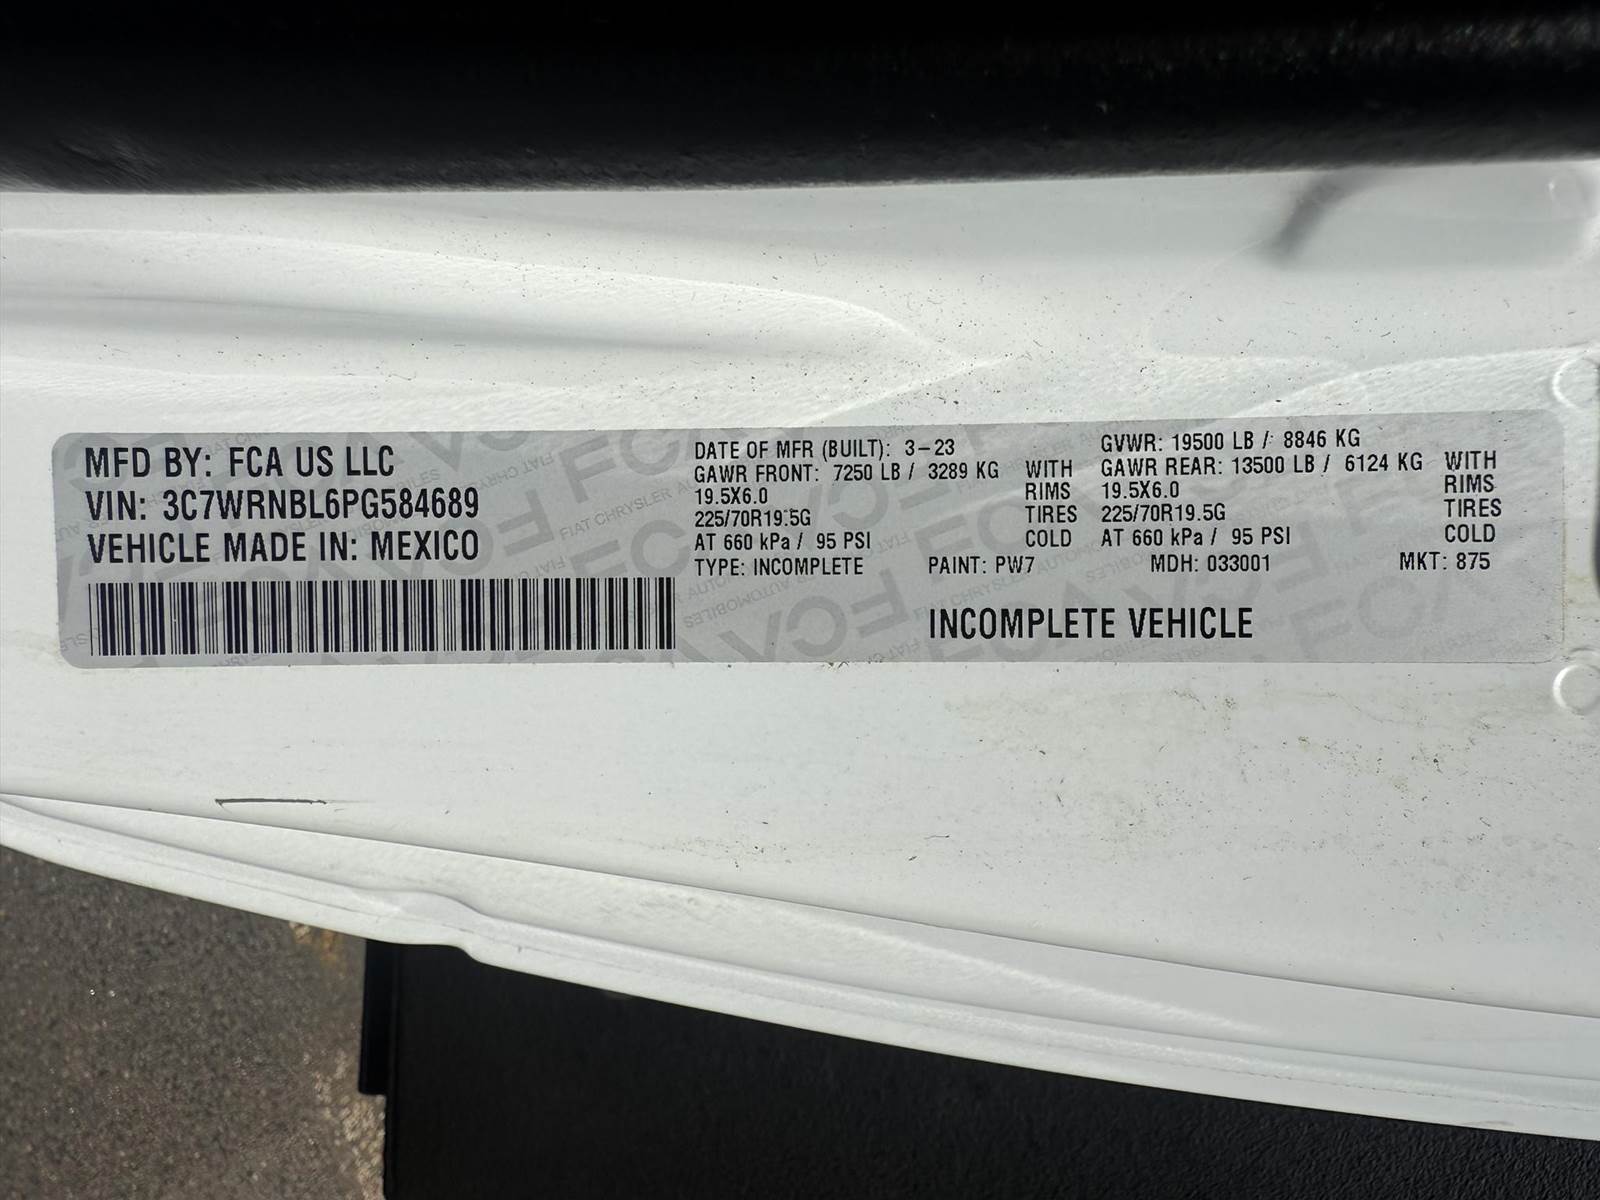 MFD BY: FCA US LLC
VIN: 3C7WRNBL6PG584689
VEHICLE MADE IN: MEXICO
DATE OF MFR (BUILT): 3-23
GAWR FRONT: 7250 LB / 3289 KG WITH
19.5X6.0 RIMS
225/70R19.5G TIRES
AT 660 kPa / 95 PSI COLD
TYPE: INCOMPLETE
GVWR: 19500 LB / 8846 KG
GAWR REAR: 13500 LB / 6124 KG WITH
19.5X6.0 RIMS
225/70R19.5G TIRES
AT 660 kPa / 95 PSI COLD
PAINT: PW7 MDH: 033001 MKT: 875
INCOMPLETE VEHICLE